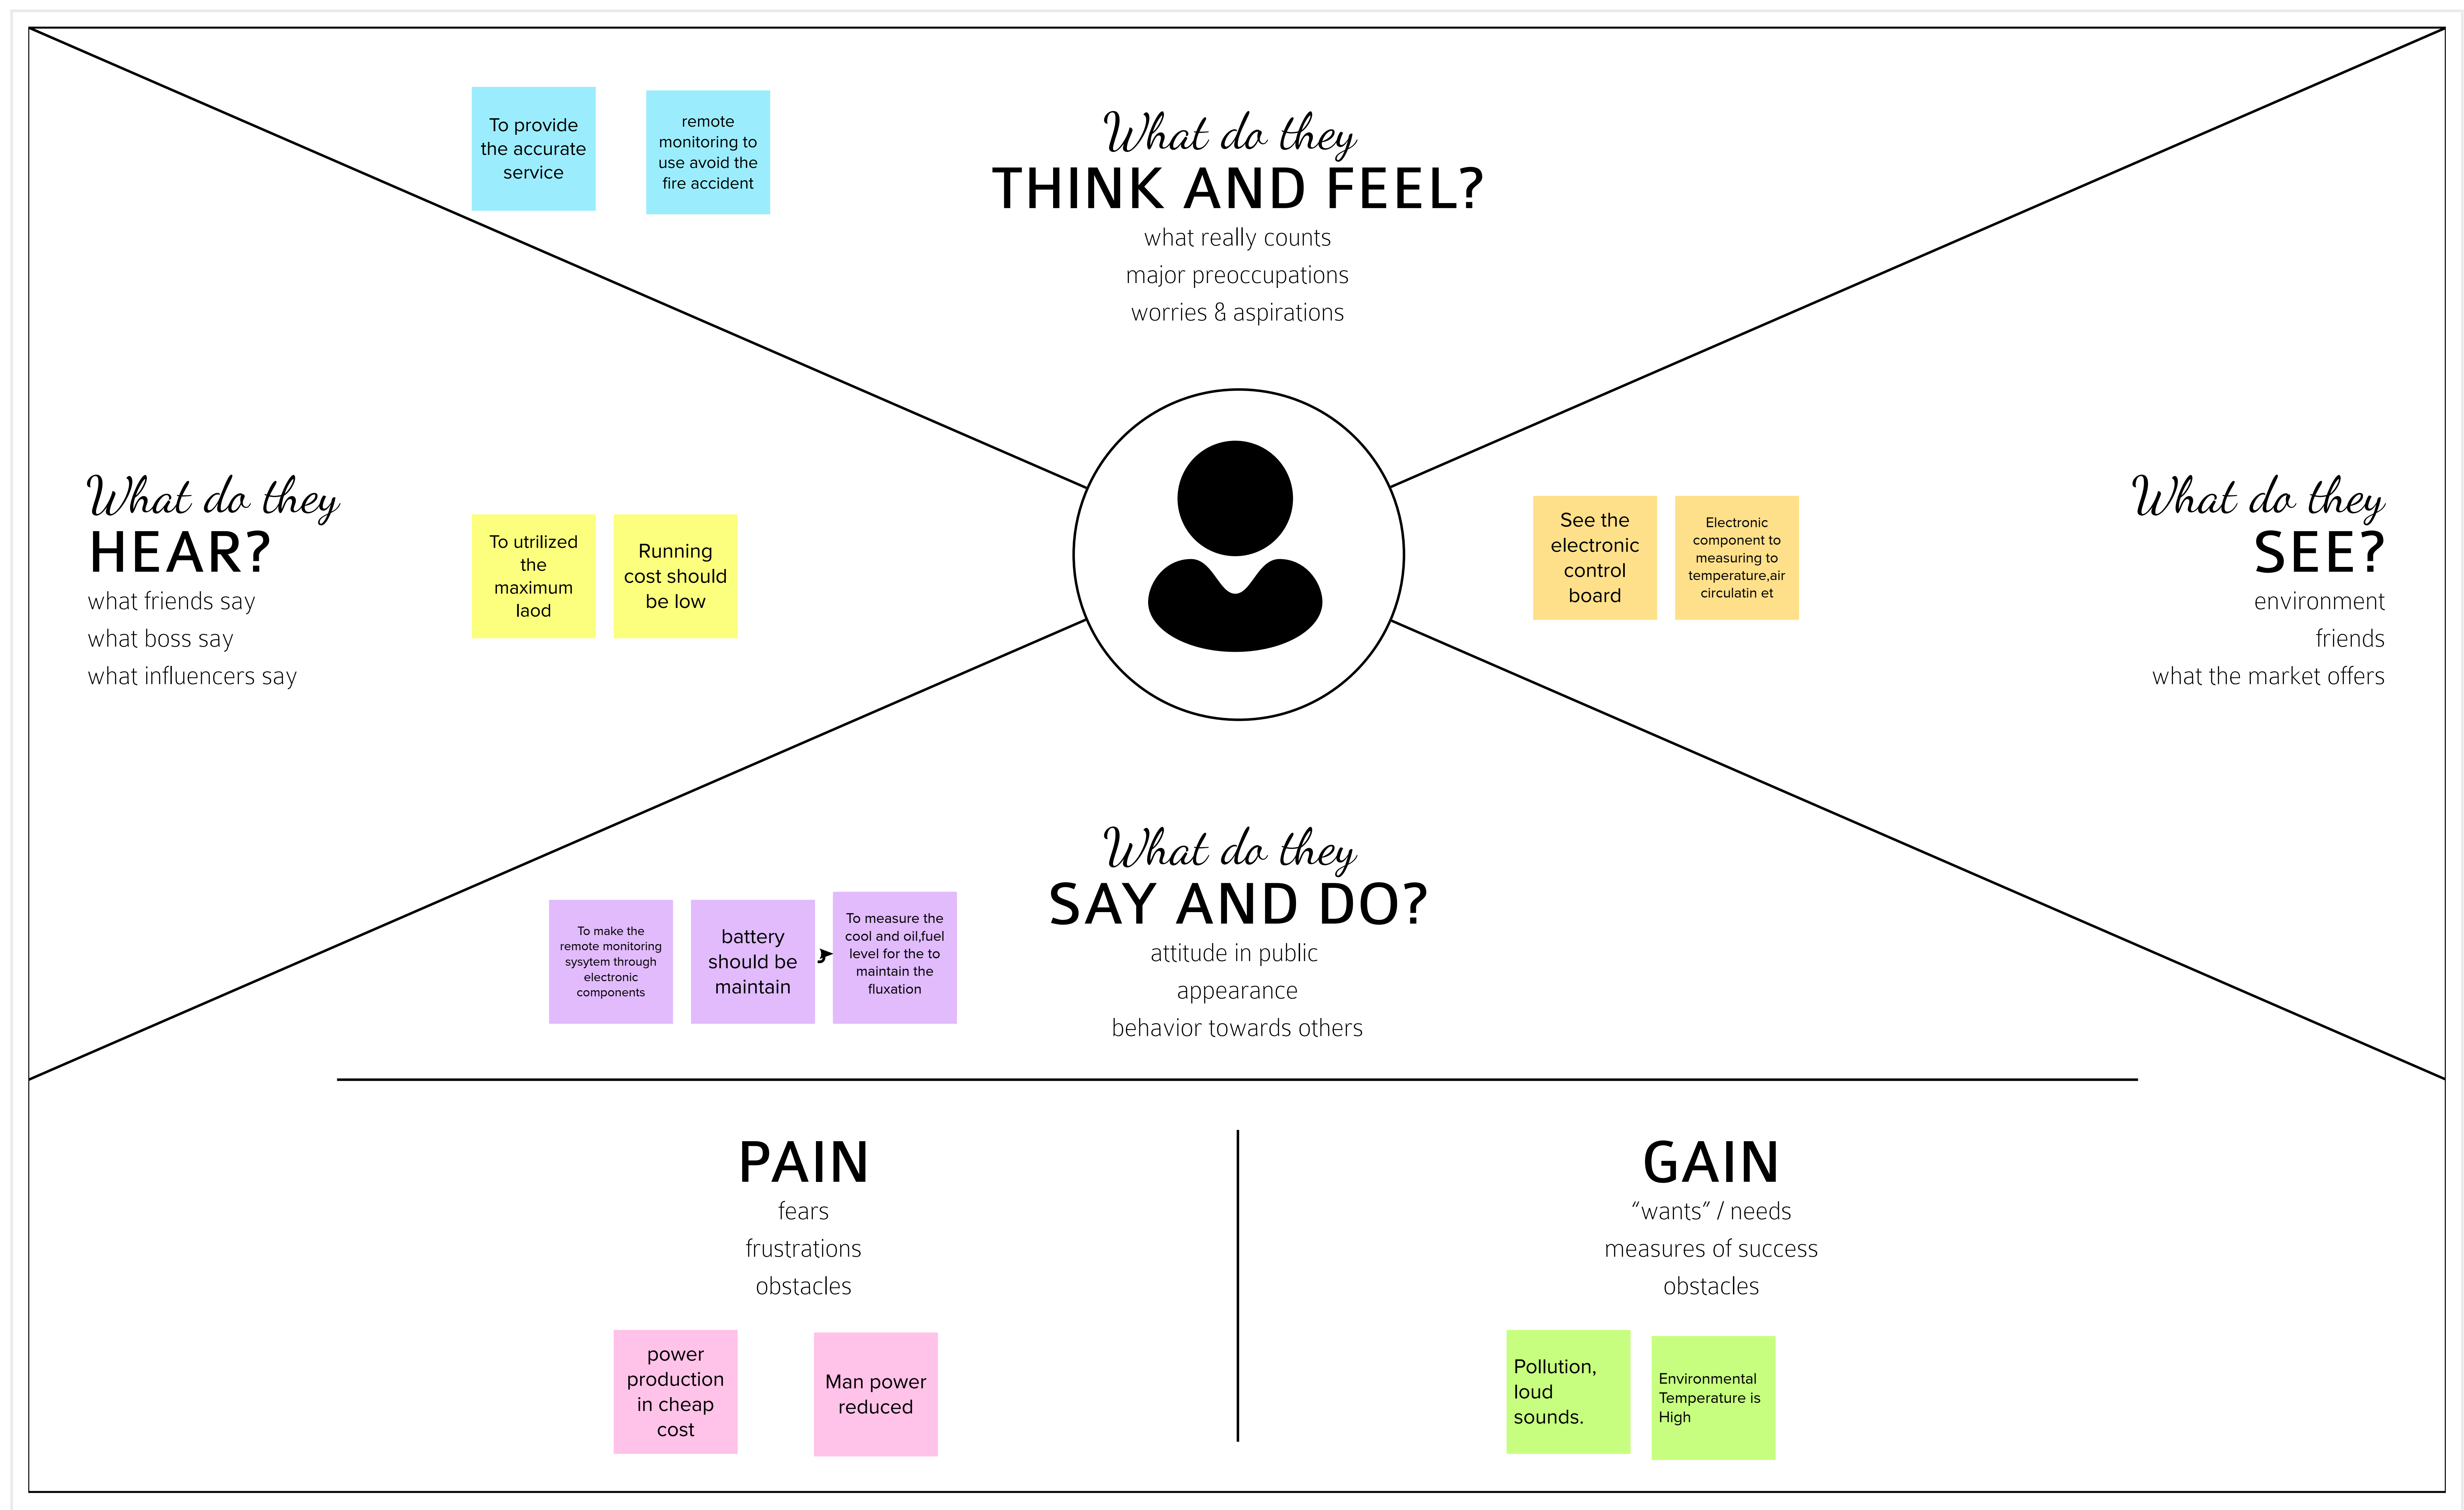 To provide
the accurate
service
remote
monitoring to
use avoid the
fire accident
What do they
THINK AND FEEL?
what really counts
major preoccupations
worries & aspirations
What do they
HEAR?
what friends say
what boss say
what influencers say
To utrilized
the
maximum
laod
Running
cost should
be low
See the
electronic
control
board
Electronic
component to
measuring to
temperature,air
circulatin et
What do they
SEE?
environment
friends
what the market offers
What do they
SAY AND DO?
attitude in public
appearance
behavior towards others
To make the
remote monitoring
sysytem through
electronic
components
battery
should be
maintain
To measure the
cool and oil,fuel
level for the to
maintain the
fluxation
PAIN
fears
frustrations
obstacles
power
production
in cheap
cost
Man power
reduced
GAIN
“wants” / needs
measures of success
obstacles
Pollution,
loud
sounds.
Environmental
Temperature is
High